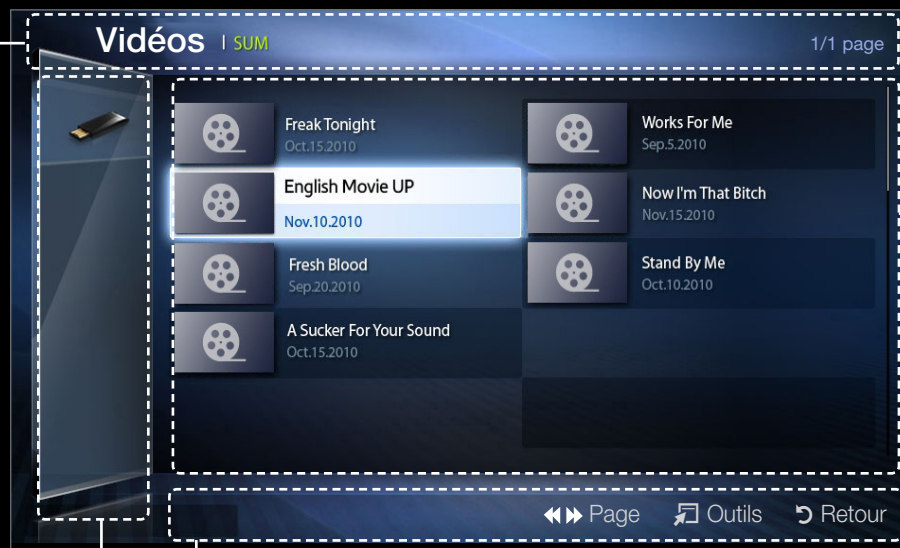 Vidéos | SUM
1/1 page
Freak Tonight
Oct.15.2010
English Movie UP
Nov.10.2010
Fresh Blood
Sep.20.2010
A Sucker For Your Sound
Oct.15.2010
Works For Me
Sep.5.2010
Now I'm That Bitch
Nov.15.2010
Stand By Me
Oct.10.2010
Page Outils Retour